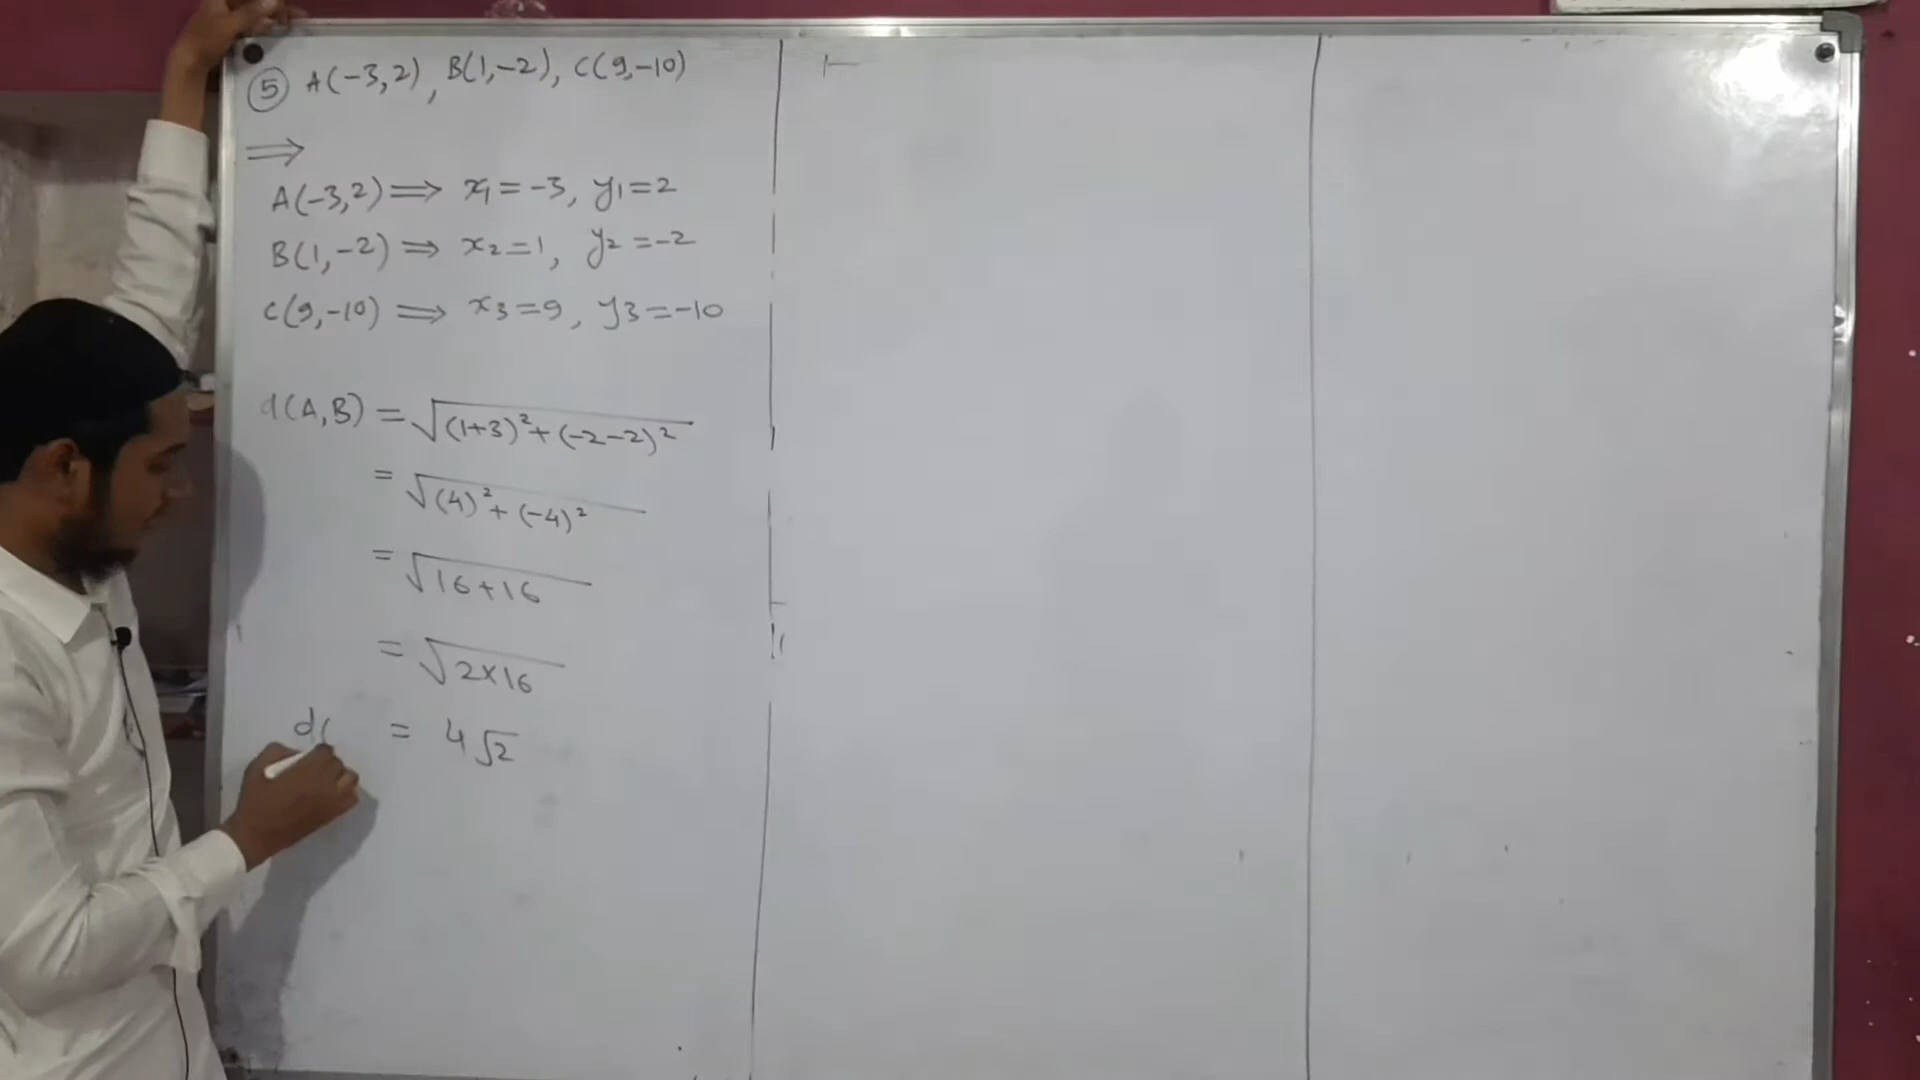 ⑤ A(-3,2), B(1,-2), C(9,-10)
⟹
A(-3,2) ⟹ x₁=-3, y₁=2
B(1,-2) ⟹ x₂=1, y₂=-2
C(9,-10) ⟹ x₃=9, y₃=-10
d(A,B) = √((1+3)²+(-2-2)²)
= √((4)²+(-4)²)
= √(16+16)
= √(2×16)
d( = 4√2